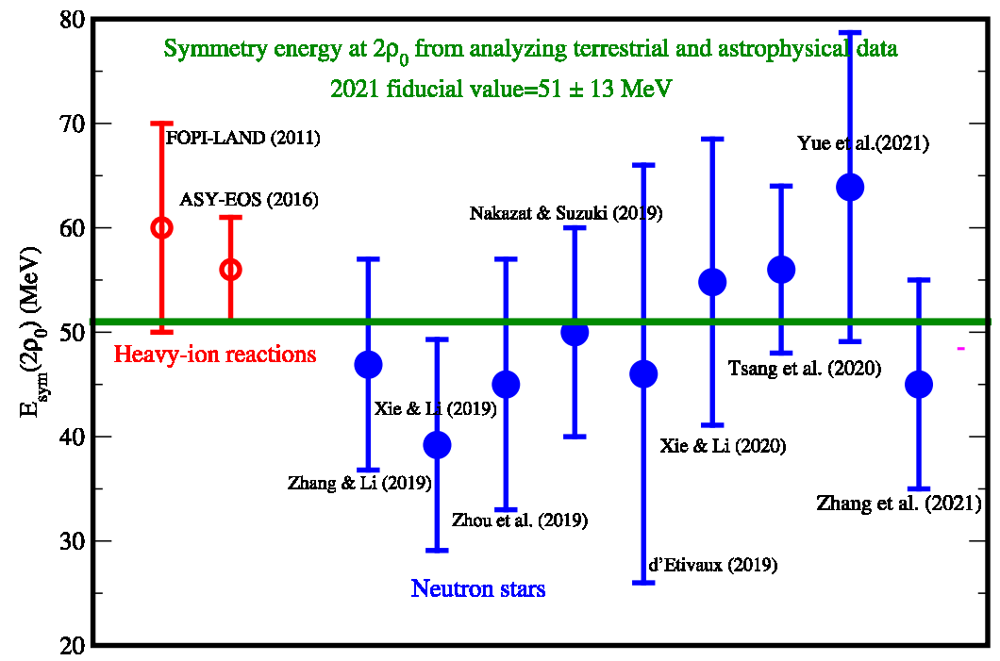 80
Symmetry energy at 2ρ0 from analyzing terrestrial and astrophysical data
2021 fiducial value=51 ± 13 MeV
70
FOPI-LAND (2011)
Yue et al.(2021)
ASY-EOS (2016)
Nakazat & Suzuki (2019)
60
Esym(2ρ0) (MeV)
50
Heavy-ion reactions
Tsang et al. (2020)
Xie & Li (2019)
40
Xie & Li (2020)
Zhang & Li (2019)
Zhang et al. (2021)
Zhou et al. (2019)
30
d'Etivaux (2019)
Neutron stars
20